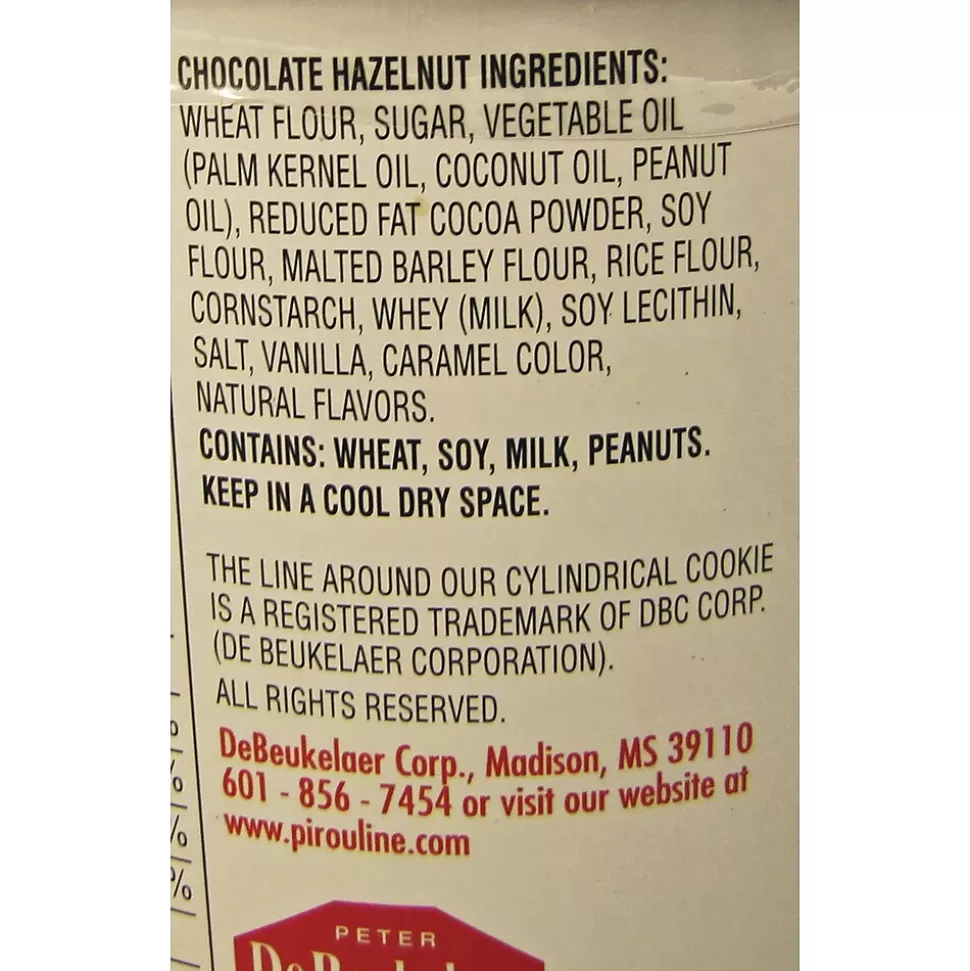 CHOCOLATE HAZELNUT INGREDIENTS:
WHEAT FLOUR, SUGAR, VEGETABLE OIL
(PALM KERNEL OIL, COCONUT OIL, PEANUT
OIL), REDUCED FAT COCOA POWDER, SOY
FLOUR, MALTED BARLEY FLOUR, RICE FLOUR,
CORNSTARCH, WHEY (MILK), SOY LECITHIN,
SALT, VANILLA, CARAMEL COLOR,
NATURAL FLAVORS.
CONTAINS: WHEAT, SOY, MILK, PEANUTS.
KEEP IN A COOL DRY SPACE.
THE LINE AROUND OUR CYLINDRICAL COOKIE
IS A REGISTERED TRADEMARK OF DBC CORP.
(DE BEUKELAER CORPORATION).
ALL RIGHTS RESERVED.
DeBeukelaer Corp., Madison, MS 39110
601 - 856 - 7454 or visit our website at
www.pirouline.com
%
%
%
PETER